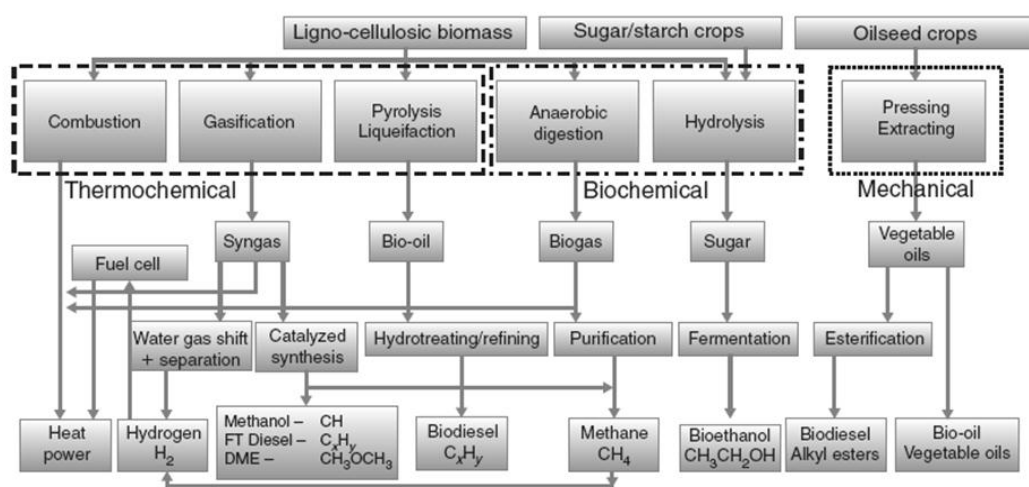 Ligno-cellulosic biomass
Sugar/starch crops
Oilseed crops
Combustion
Gasification
Pyrolysis
Liqueifaction
Anaerobic
digestion
Hydrolysis
Pressing
Extracting
Thermochemical
Biochemical
Mechanical
Syngas
Bio-oil
Biogas
Sugar
Vegetable
oils
Fuel cell
Water gas shift
+ separation
Catalyzed
synthesis
Hydrotreating/refining
Purification
Fermentation
Esterification
Heat
power
Hydrogen
H2
Methanol – CH
FT Diesel – CxHy
DME – CH3OCH3
Biodiesel
CxHy
Methane
CH4
Bioethanol
CH3CH2OH
Biodiesel
Alkyl esters
Bio-oil
Vegetable oils